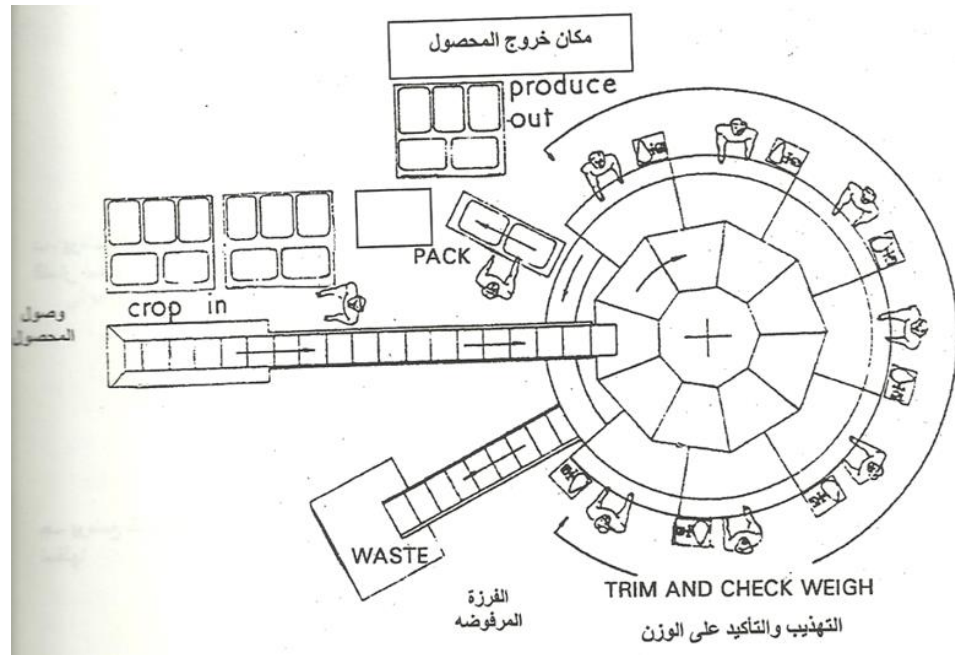 مكان خروج المحصول
produce
out
PACK
crop in
وصول
المحصول
WASTE
الفرزة
المرفوضه
TRIM AND CHECK WEIGH
التهذيب والتأكيد على الوزن